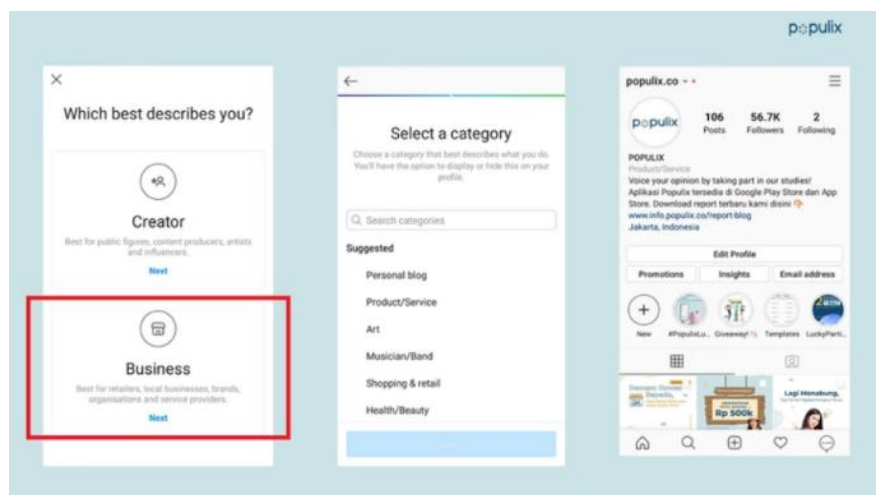 populix
Which best describes you?
Creator
Best for public figures, content producers, artists
and influencers.
Next
Business
Best for retailers, local businesses, brands,
organisations and service providers.
Next
Select a category
Choose a category that best describes what you do.
You'll have the option to display or hide this on your
profile.
Search categories
Suggested
Personal blog
Product/Service
Art
Musician/Band
Shopping & retail
Health/Beauty
populix.co
populix
106 56.7K 2
Posts Followers Following
POPULIX
Product/Service
Voice your opinion by taking part in our studies!
Aplikasi Populix tersedia di Google Play Store dan App
Store. Download report terbaru kami disini
www.info.populix.co/report-blog
Jakarta, Indonesia
Edit Profile
Promotions Insights Email address
New #PopulixLu... Giveaway! Templates LuckyParti...
Rp 500k
Lagi Menabung,